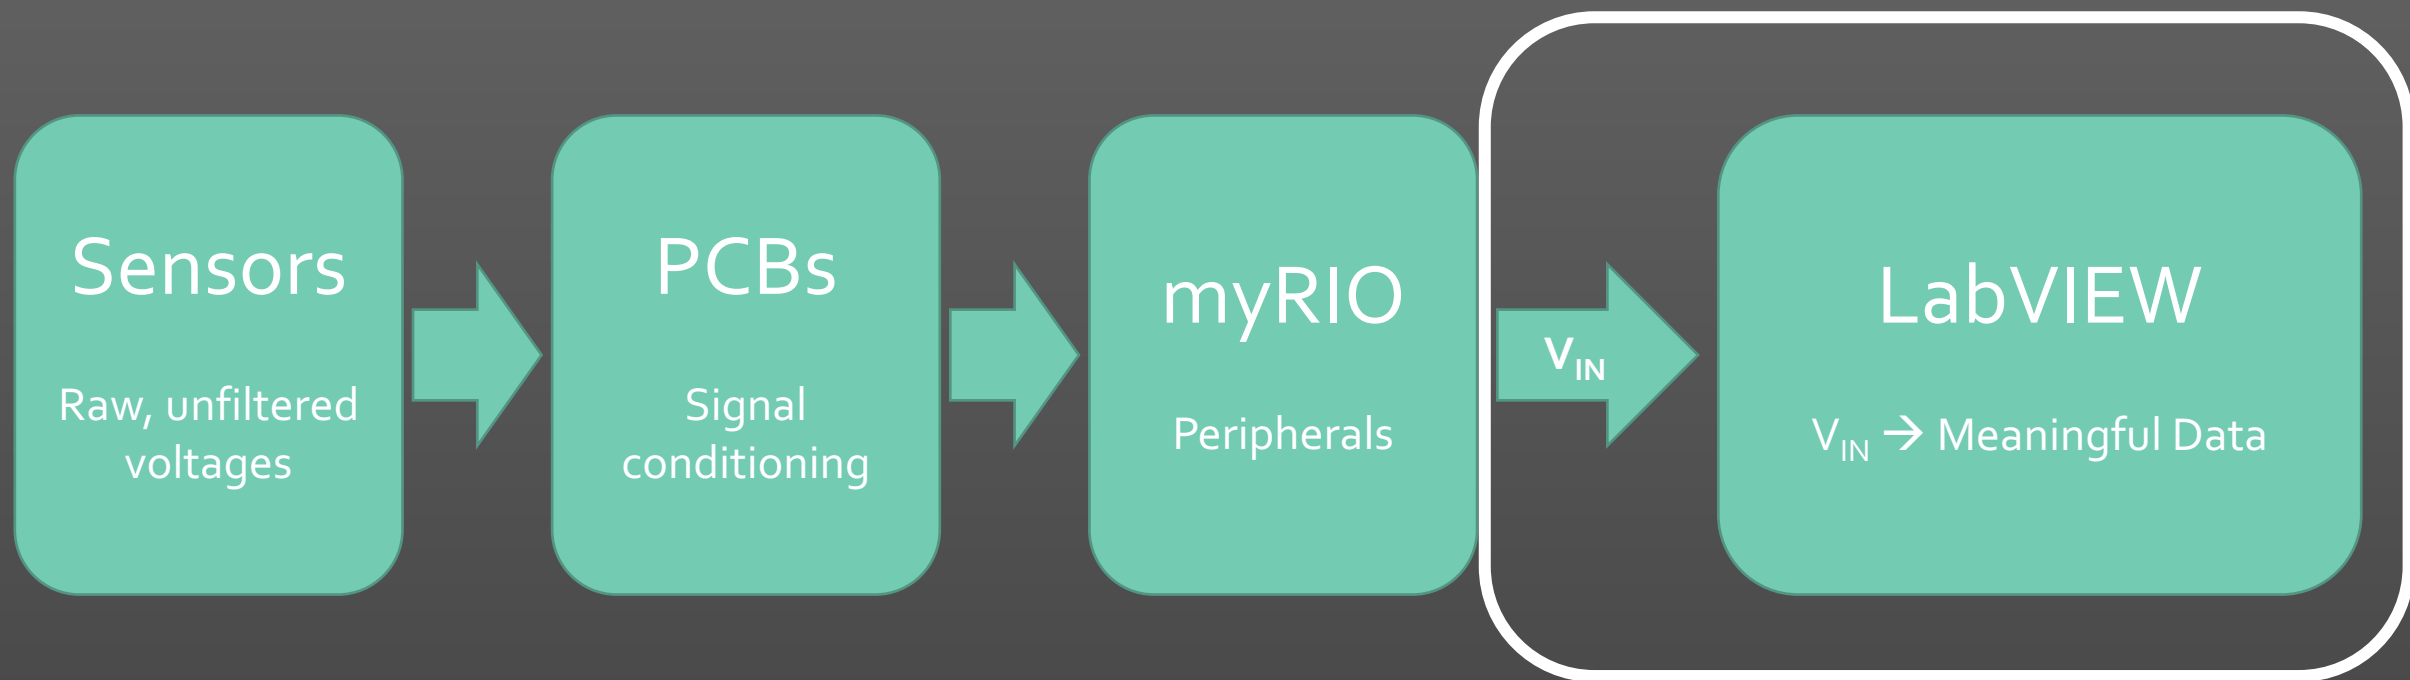 Sensors
Raw, unfiltered
voltages
PCBs
Signal
conditioning
myRIO
Peripherals
VIN
LabVIEW
VIN → Meaningful Data